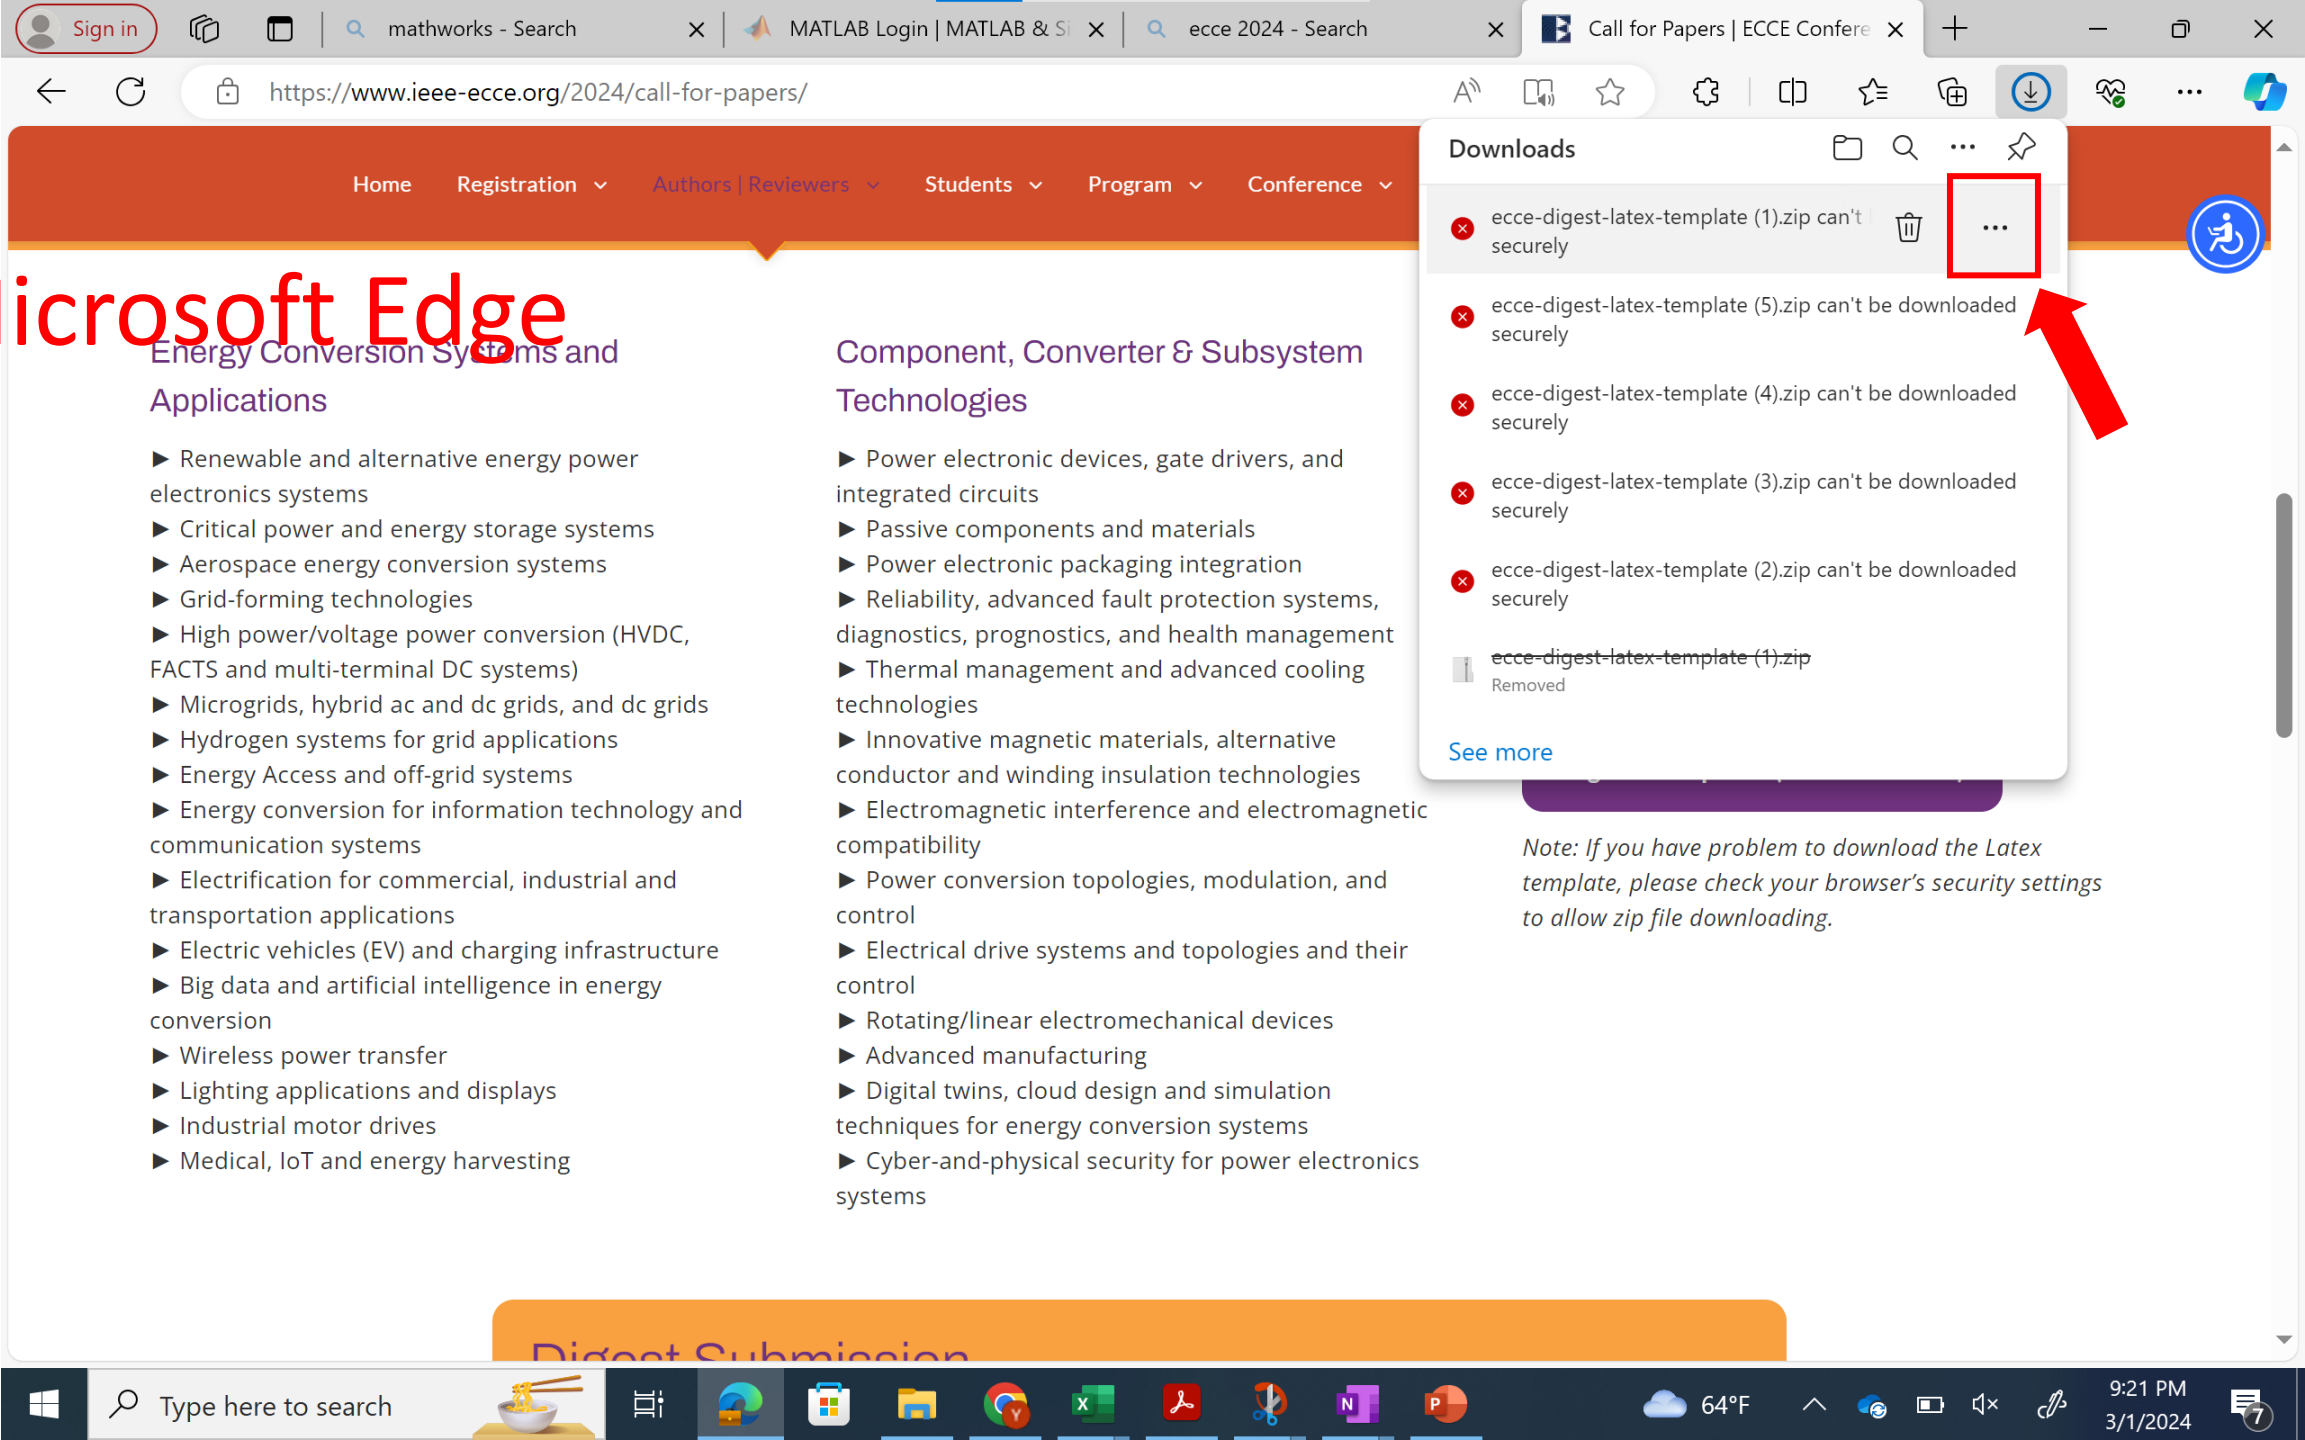 Sign in
mathworks - Search
MATLAB Login | MATLAB & Si
ecce 2024 - Search
Call for Papers | ECCE Confere
https://www.ieee-ecce.org/2024/call-for-papers/
Home
Registration
Authors | Reviewers
Students
Program
Conference
icrosoft Edge
Energy Conversion Systems and
Applications
► Renewable and alternative energy power
electronics systems
► Critical power and energy storage systems
► Aerospace energy conversion systems
► Grid-forming technologies
► High power/voltage power conversion (HVDC,
FACTS and multi-terminal DC systems)
► Microgrids, hybrid ac and dc grids, and dc grids
► Hydrogen systems for grid applications
► Energy Access and off-grid systems
► Energy conversion for information technology and
communication systems
► Electrification for commercial, industrial and
transportation applications
► Electric vehicles (EV) and charging infrastructure
► Big data and artificial intelligence in energy
conversion
► Wireless power transfer
► Lighting applications and displays
► Industrial motor drives
► Medical, IoT and energy harvesting
Component, Converter & Subsystem
Technologies
► Power electronic devices, gate drivers, and
integrated circuits
► Passive components and materials
► Power electronic packaging integration
► Reliability, advanced fault protection systems,
diagnostics, prognostics, and health management
► Thermal management and advanced cooling
technologies
► Innovative magnetic materials, alternative
conductor and winding insulation technologies
► Electromagnetic interference and electromagnetic
compatibility
► Power conversion topologies, modulation, and
control
► Electrical drive systems and topologies and their
control
► Rotating/linear electromechanical devices
► Advanced manufacturing
► Digital twins, cloud design and simulation
techniques for energy conversion systems
► Cyber-and-physical security for power electronics
systems
Downloads
ecce-digest-latex-template (1).zip can't
securely
ecce-digest-latex-template (5).zip can't be downloaded
securely
ecce-digest-latex-template (4).zip can't be downloaded
securely
ecce-digest-latex-template (3).zip can't be downloaded
securely
ecce-digest-latex-template (2).zip can't be downloaded
securely
ecce-digest-latex-template (1).zip
Removed
See more
Note: If you have problem to download the Latex
template, please check your browser's security settings
to allow zip file downloading.
Digest Submission
Type here to search
64°F
9:21 PM
3/1/2024
7